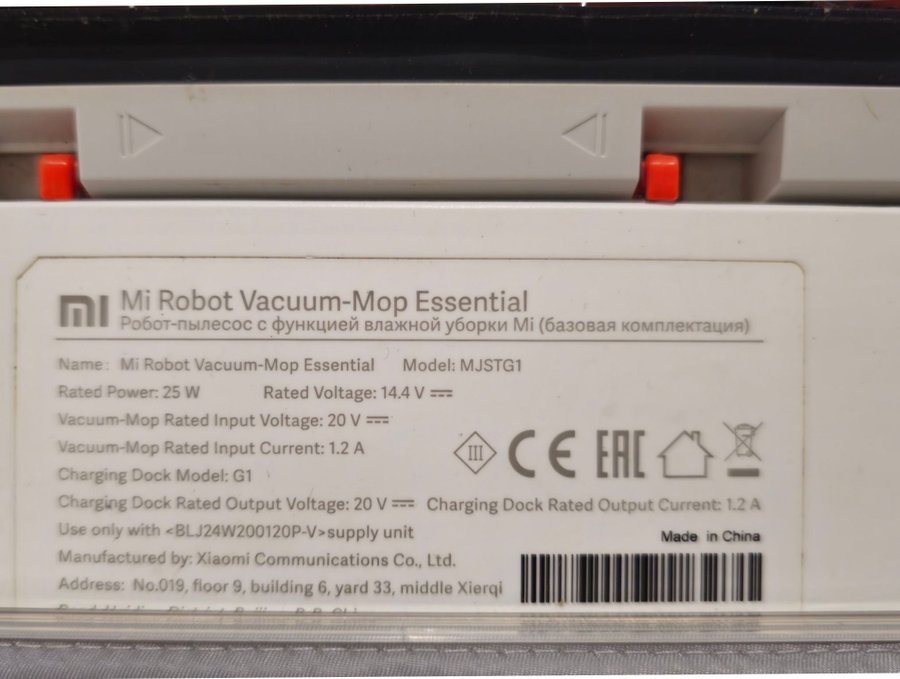 mi Mi Robot Vacuum-Mop Essential
Робот-пылесос с функцией влажной уборки Mi (базовая комплектация)
Name: Mi Robot Vacuum-Mop Essential Model: MJSTG1
Rated Power: 25 W Rated Voltage: 14.4 V ⎓
Vacuum-Mop Rated Input Voltage: 20 V ⎓
Vacuum-Mop Rated Input Current: 1.2 A
III CE EAC
Charging Dock Model: G1
Charging Dock Rated Output Voltage: 20 V ⎓ Charging Dock Rated Output Current: 1.2 A
Use only with <BLJ24W200120P-V>supply unit
Made in China
Manufactured by: Xiaomi Communications Co., Ltd.
Address: No.019, floor 9, building 6, yard 33, middle Xierqi